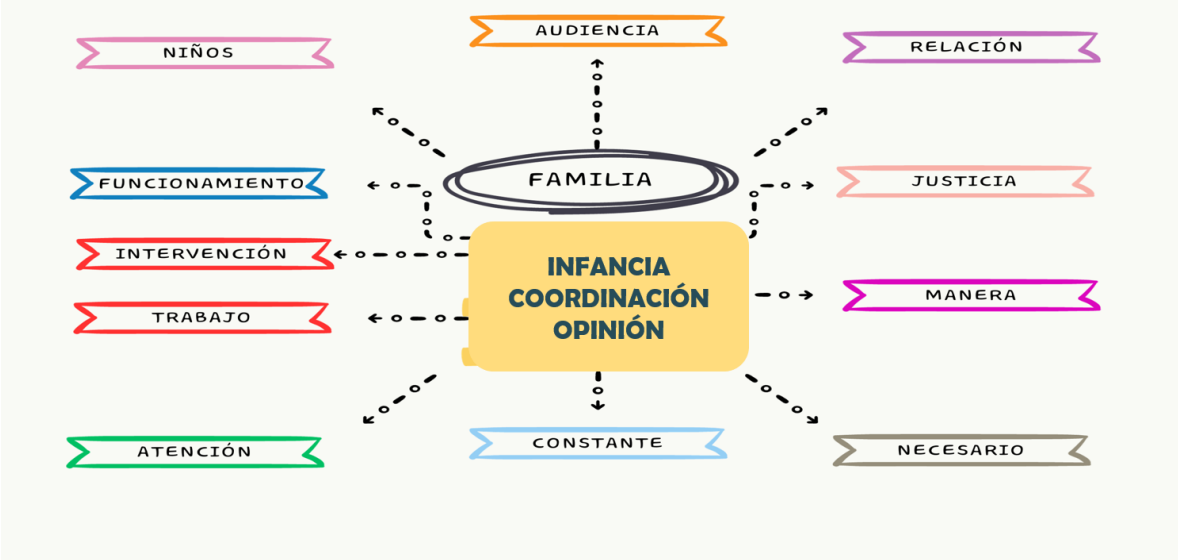 AUDIENCIA
NIÑOS
RELACIÓN
FAMILIA
FUNCIONAMIENTO
JUSTICIA
INTERVENCIÓN
INFANCIA
COORDINACIÓN
OPINIÓN
MANERA
TRABAJO
ATENCIÓN
CONSTANTE
NECESARIO